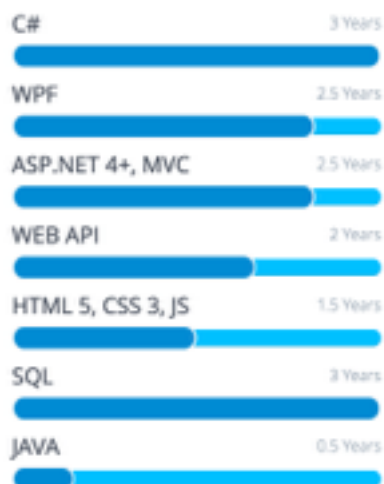 C# 3 Years
WPF 2.5 Years
ASP.NET 4+, MVC 2.5 Years
WEB API 2 Years
HTML 5, CSS 3, JS 1.5 Years
SQL 3 Years
JAVA 0.5 Years